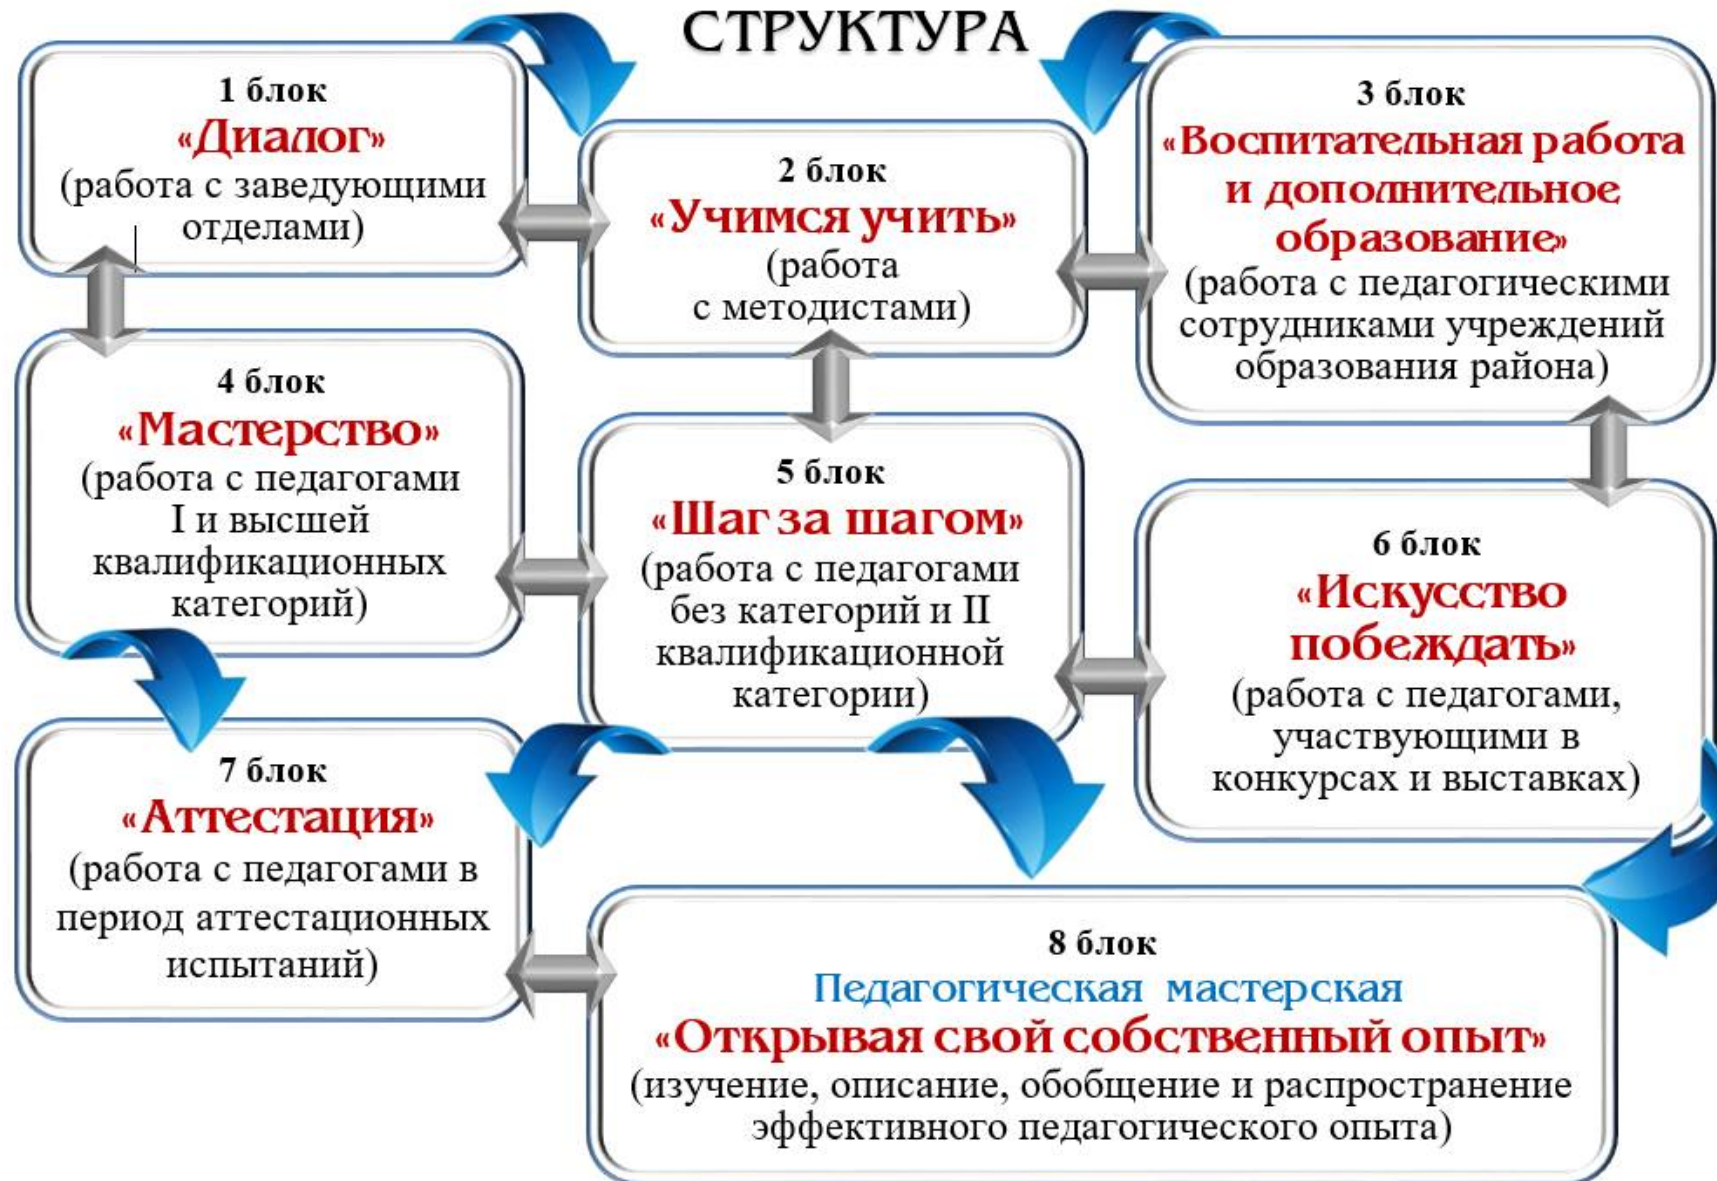 СТРУКТУРА
1 блок
«Диалог»
(работа с заведующими
отделами)
2 блок
«Учимся учить»
(работа
с методистами)
3 блок
«Воспитательная работа
и дополнительное
образование»
(работа с педагогическими
сотрудниками учреждений
образования района)
4 блок
«Мастерство»
(работа с педагогами
I и высшей
квалификационных
категорий)
5 блок
«Шаг за шагом»
(работа с педагогами
без категорий и II
квалификационной
категории)
6 блок
«Искусство
побеждать»
(работа с педагогами,
участвующими в
конкурсах и выставках)
7 блок
«Аттестация»
(работа с педагогами в
период аттестационных
испытаний)
8 блок
Педагогическая мастерская
«Открывая свой собственный опыт»
(изучение, описание, обобщение и распространение
эффективного педагогического опыта)